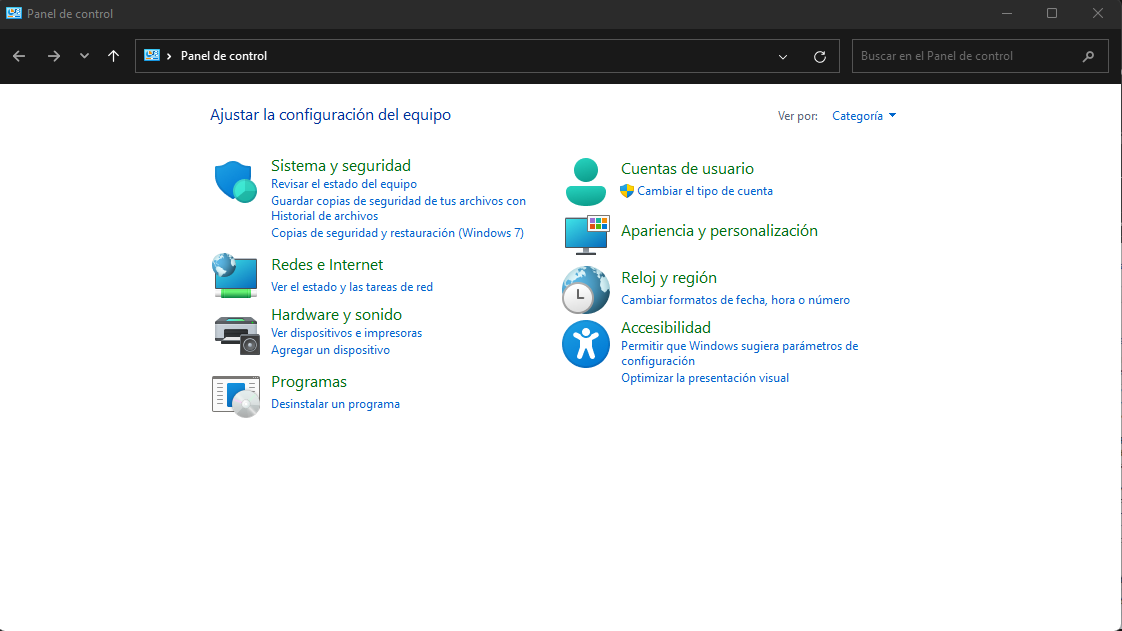 Panel de control
Panel de control
Buscar en el Panel de control
Ajustar la configuración del equipo
Ver por: Categoría
Sistema y seguridad
Revisar el estado del equipo
Guardar copias de seguridad de tus archivos con
Historial de archivos
Copias de seguridad y restauración (Windows 7)
Redes e Internet
Ver el estado y las tareas de red
Hardware y sonido
Ver dispositivos e impresoras
Agregar un dispositivo
Programas
Desinstalar un programa
Cuentas de usuario
Cambiar el tipo de cuenta
Apariencia y personalización
Reloj y región
Cambiar formatos de fecha, hora o número
Accesibilidad
Permitir que Windows sugiera parámetros de
configuración
Optimizar la presentación visual